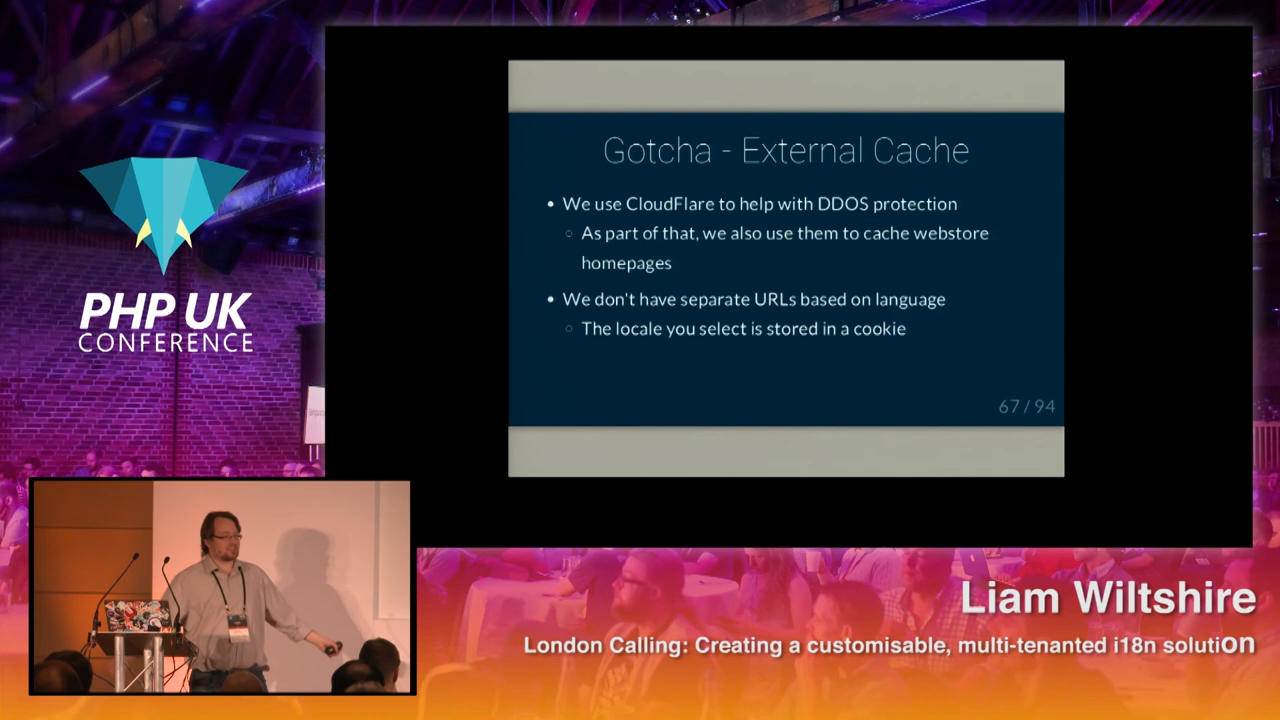 Gotcha - External Cache
• We use CloudFlare to help with DDOS protection
○ As part of that, we also use them to cache webstore
homepages
• We don't have separate URLs based on language
○ The locale you select is stored in a cookie
67 / 94
PHP UK
CONFERENCE
Liam Wiltshire
London Calling: Creating a customisable, multi-tenanted i18n solution